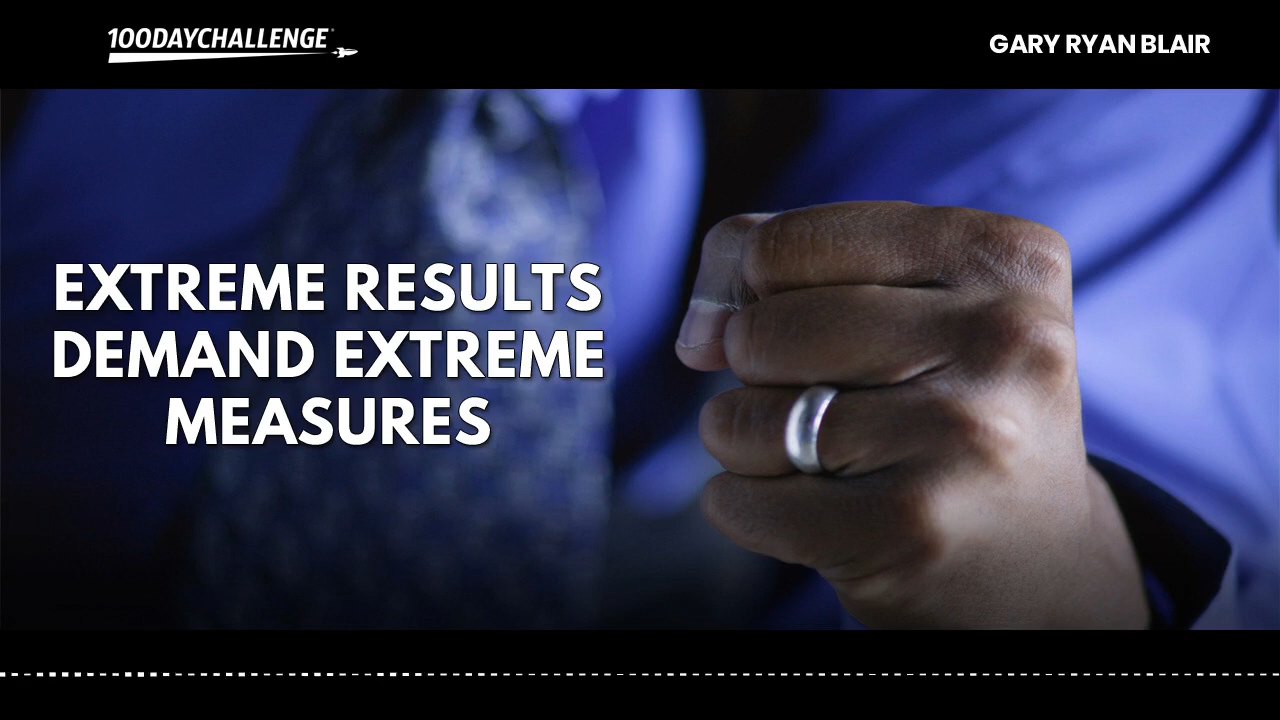 100DAYCHALLENGE®
GARY RYAN BLAIR
EXTREME RESULTS
DEMAND EXTREME
MEASURES